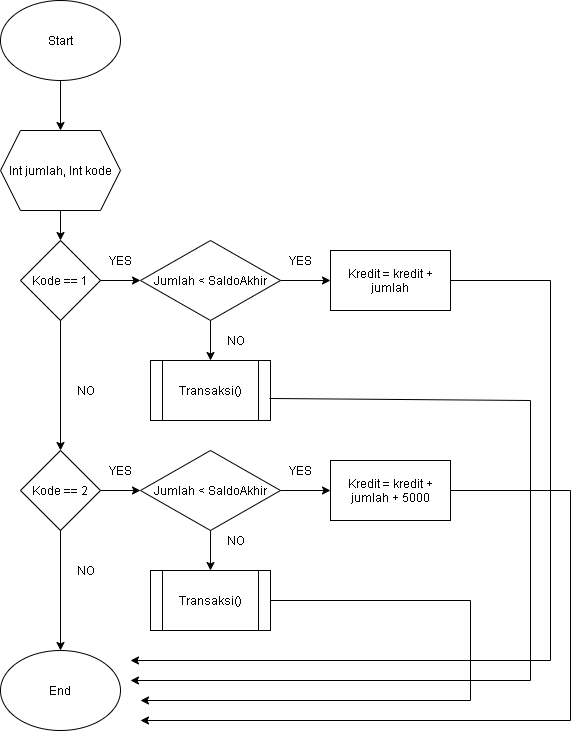 Start
Int jumlah, Int kode
Kode == 1
YES
Jumlah < SaldoAkhir
YES
Kredit = kredit +
jumlah
NO
Transaksi()
NO
Kode == 2
YES
Jumlah < SaldoAkhir
YES
Kredit = kredit +
jumlah + 5000
NO
Transaksi()
NO
End